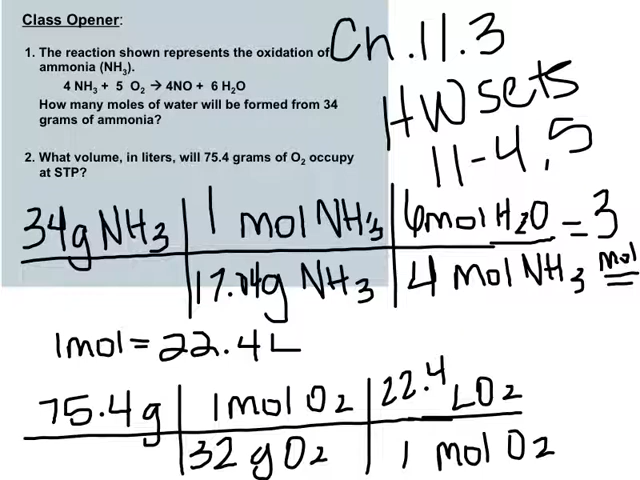 Class Opener:
1. The reaction shown represents the oxidation of
ammonia (NH₃).
4 NH₃ + 5 O₂ → 4NO + 6 H₂O
How many moles of water will be formed from 34
grams of ammonia?
2. What volume, in liters, will 75.4 grams of O₂ occupy
at STP?
Ch. 11.3
HW sets
11-4,5
34g NH₃ | 1 mol NH₃ | 6 mol H₂O = 3 mol
17.04g NH₃ | 4 mol NH₃
1mol = 22.4 L
75.4g | 1 mol O₂ | 22.4 L O₂
32 g O₂ | 1 mol O₂